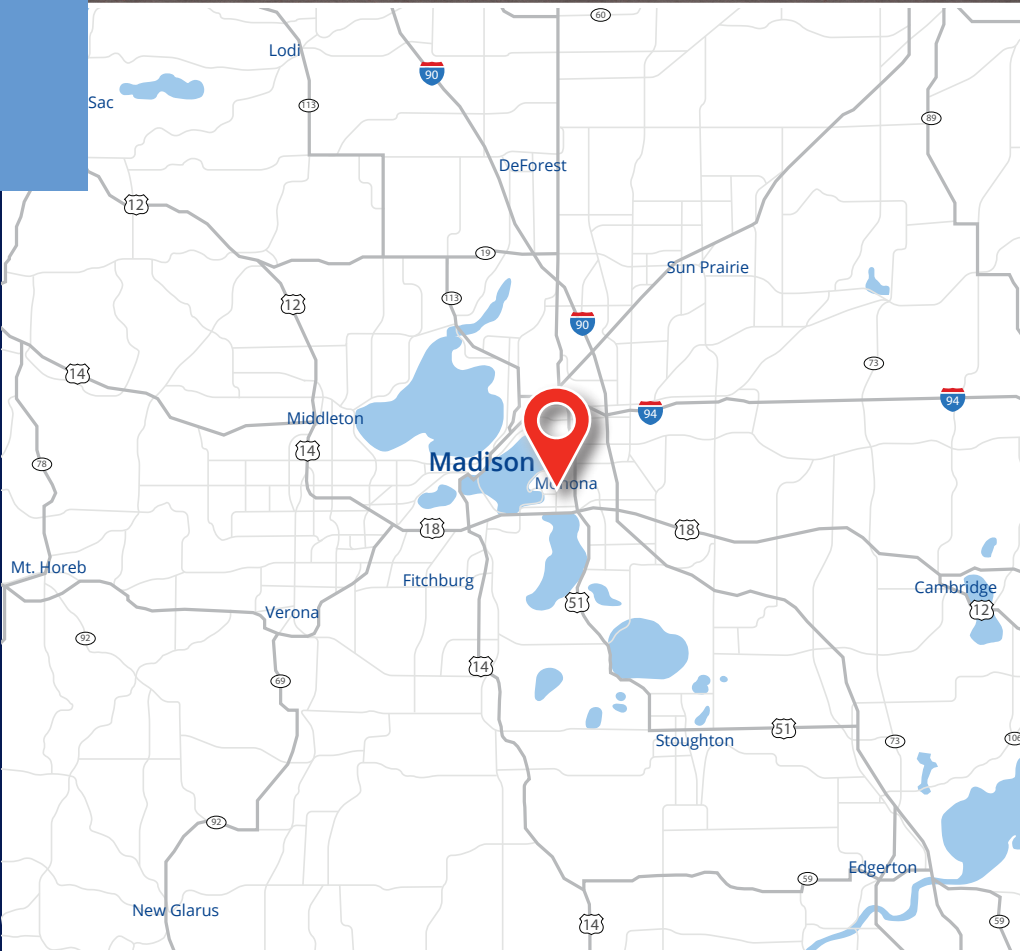 60
Lodi
90
Sac
113
89
DeForest
12
19
Sun Prairie
12
113
90
73
14
94
94
Middleton
14
Madison
78
Monona
18
18
Mt. Horeb
Fitchburg
Cambridge
51
12
Verona
92
14
69
51
Stoughton
73
106
92
Edgerton
59
New Glarus
59
14